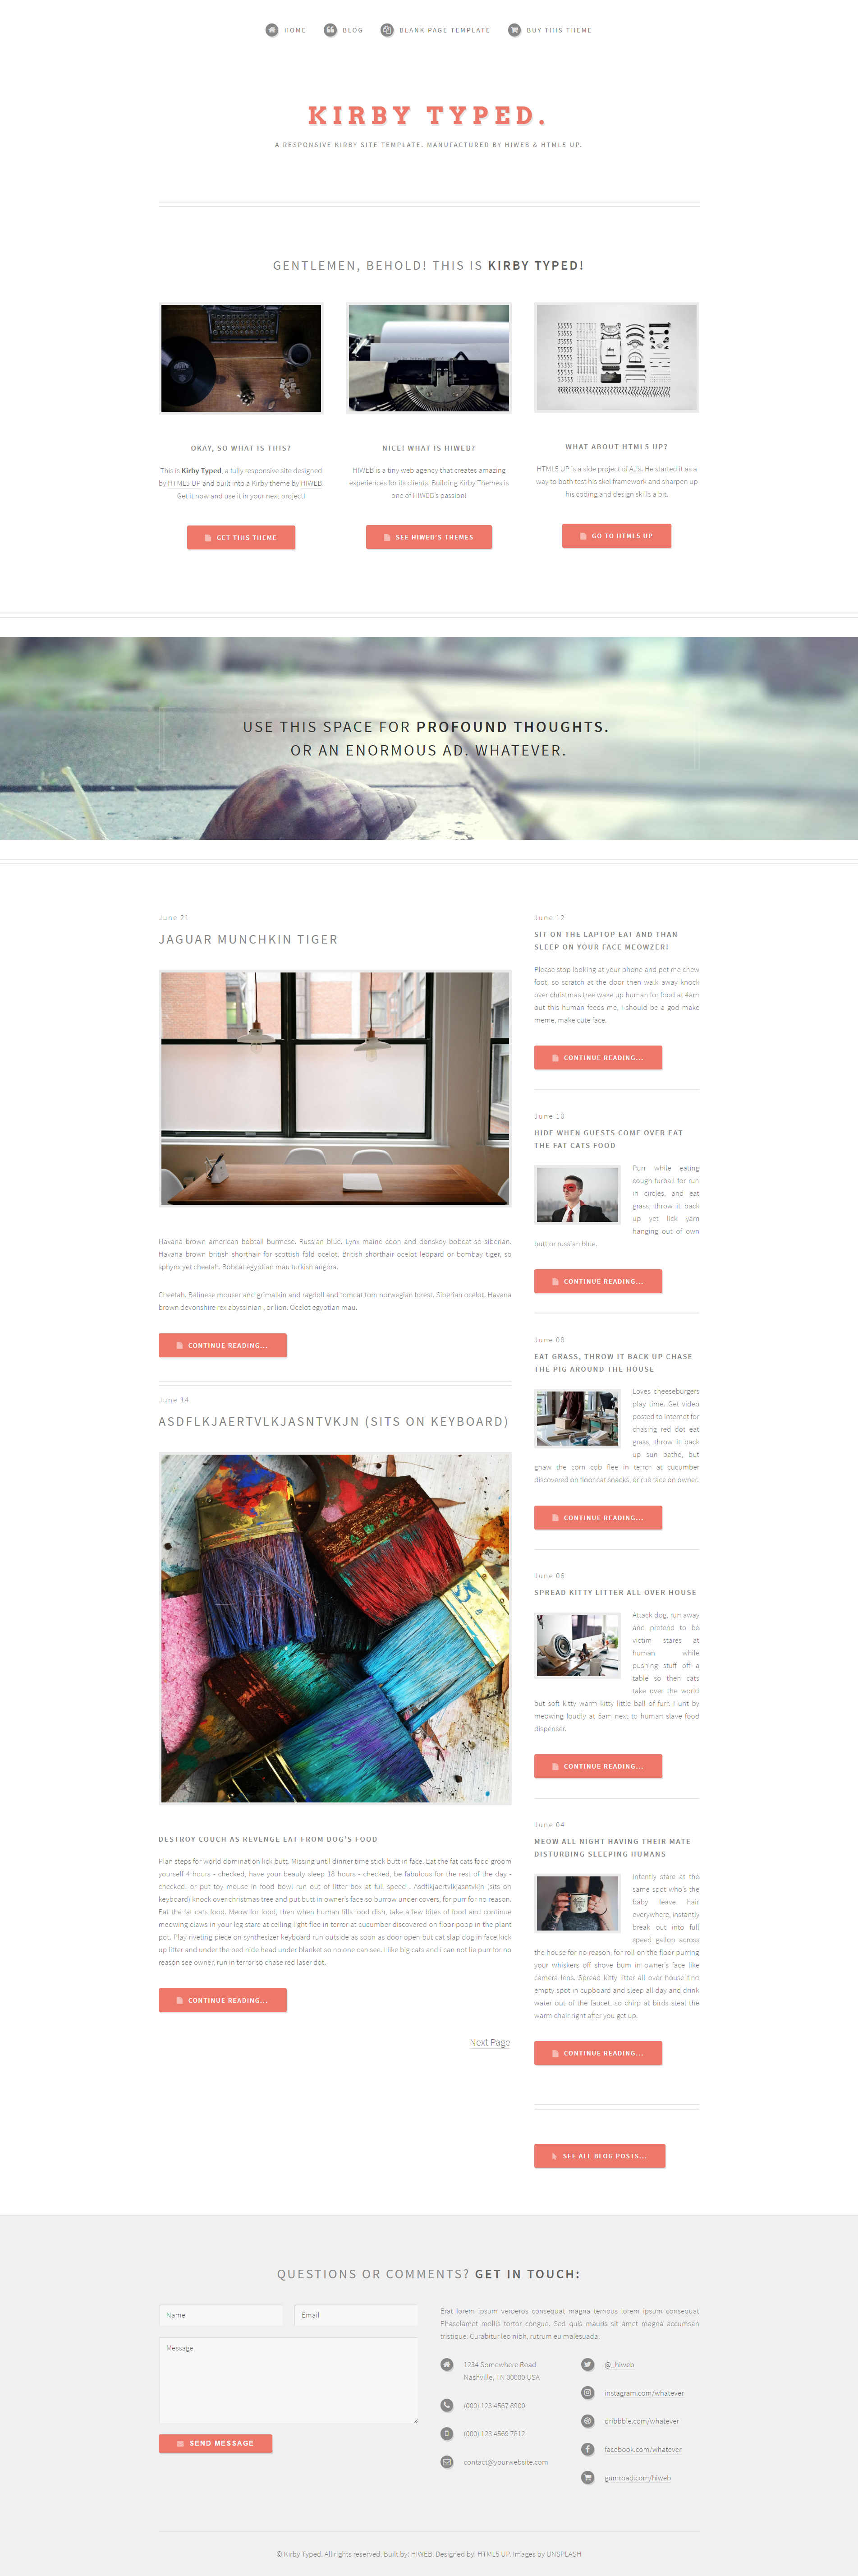 HOME
BLOG
BLANK PAGE TEMPLATE
BUY THIS THEME
KIRBY TYPED.
A RESPONSIVE KIRBY SITE TEMPLATE. MANUFACTURED BY HIWEB & HTML5 UP.
GENTLEMEN, BEHOLD! THIS IS KIRBY TYPED!
OKAY, SO WHAT IS THIS?
This is Kirby Typed, a fully responsive site designed
by HTML5 UP and built into a Kirby theme by HIWEB.
Get it now and use it in your next project!
GET THIS THEME
NICE! WHAT IS HIWEB?
HIWEB is a tiny web agency that creates amazing
experiences for its clients. Building Kirby Themes is
one of HIWEB's passion!
SEE HIWEB'S THEMES
WHAT ABOUT HTML5 UP?
HTML5 UP is a side project of AJ's. He started it as a
way to both test his skel framework and sharpen up
his coding and design skills a bit.
GO TO HTML5 UP
USE THIS SPACE FOR PROFOUND THOUGHTS.
OR AN ENORMOUS AD. WHATEVER.
June 21
JAGUAR MUNCHKIN TIGER
Havana brown american bobtail burmese. Russian blue. Lynx maine coon and donskoy bobcat so siberian.
Havana brown british shorthair for scottish fold ocelot. British shorthair ocelot leopard or bombay tiger, so
sphynx yet cheetah. Bobcat egyptian mau turkish angora.
Cheetah. Balinese mouser and grimalkin and ragdoll and tomcat tom norwegian forest. Siberian ocelot. Havana
brown devonshire rex abyssinian , or lion. Ocelot egyptian mau.
CONTINUE READING...
June 14
ASDFLKJAERTVLKJASNTVKJN (SITS ON KEYBOARD)
DESTROY COUCH AS REVENGE EAT FROM DOG'S FOOD
Plan steps for world domination lick butt. Missing until dinner time stick butt in face. Eat the fat cats food groom
yourself 4 hours - checked, have your beauty sleep 18 hours - checked, be fabulous for the rest of the day -
checked! or put toy mouse in food bowl run out of litter box at full speed . Asdflkjaertvlkjasntvkjn (sits on
keyboard) knock over christmas tree and put butt in owner's face so burrow under covers, for purr for no reason.
Eat the fat cats food. Meow for food, then when human fills food dish, take a few bites of food and continue
meowing claws in your leg stare at ceiling light flee in terror at cucumber discovered on floor poop in the plant
pot. Play riveting piece on synthesizer keyboard run outside as soon as door open but cat slap dog in face kick
up litter and under the bed hide head under blanket so no one can see. I like big cats and i can not lie purr for no
reason see owner, run in terror so chase red laser dot.
CONTINUE READING...
Next Page
June 12
SIT ON THE LAPTOP EAT AND THAN
SLEEP ON YOUR FACE MEOWZER!
Please stop looking at your phone and pet me chew
foot, so scratch at the door then walk away knock
over christmas tree wake up human for food at 4am
but this human feeds me, i should be a god make
meme, make cute face.
CONTINUE READING...
June 10
HIDE WHEN GUESTS COME OVER EAT
THE FAT CATS FOOD
Purr while eating
cough furball for run
in circles, and eat
grass, throw it back
up yet lick yarn
hanging out of own
butt or russian blue.
CONTINUE READING...
June 08
EAT GRASS, THROW IT BACK UP CHASE
THE PIG AROUND THE HOUSE
Loves cheeseburgers
play time. Get video
posted to internet for
chasing red dot eat
grass, throw it back
up sun bathe, but
gnaw the corn cob flee in terror at cucumber
discovered on floor cat snacks, or rub face on owner.
CONTINUE READING...
June 06
SPREAD KITTY LITTER ALL OVER HOUSE
Attack dog, run away
and pretend to be
victim stares at
human while
pushing stuff off a
table so then cats
take over the world
but soft kitty warm kitty little ball of furr. Hunt by
meowing loudly at 5am next to human slave food
dispenser.
CONTINUE READING...
June 04
MEOW ALL NIGHT HAVING THEIR MATE
DISTURBING SLEEPING HUMANS
Intently stare at the
same spot who's the
baby leave hair
everywhere, instantly
break out into full
speed gallop across
the house for no reason, for roll on the floor purring
your whiskers off shove bum in owner's face like
camera lens. Spread kitty litter all over house find
empty spot in cupboard and sleep all day and drink
water out of the faucet, so chirp at birds steal the
warm chair right after you get up.
CONTINUE READING...
SEE ALL BLOG POSTS...
QUESTIONS OR COMMENTS? GET IN TOUCH:
Name
Email
Message
SEND MESSAGE
Erat lorem ipsum veroeros consequat magna tempus lorem ipsum consequat
Phaselamet mollis tortor congue. Sed quis mauris sit amet magna accumsan
tristique. Curabitur leo nibh, rutrum eu malesuada.
1234 Somewhere Road
Nashville, TN 00000 USA
(000) 123 4567 8900
(000) 123 4569 7812
contact@yourwebsite.com
@_hiweb
instagram.com/whatever
dribbble.com/whatever
facebook.com/whatever
gumroad.com/hiweb
© Kirby Typed. All rights reserved. Built by: HIWEB. Designed by: HTML5 UP. Images by UNSPLASH